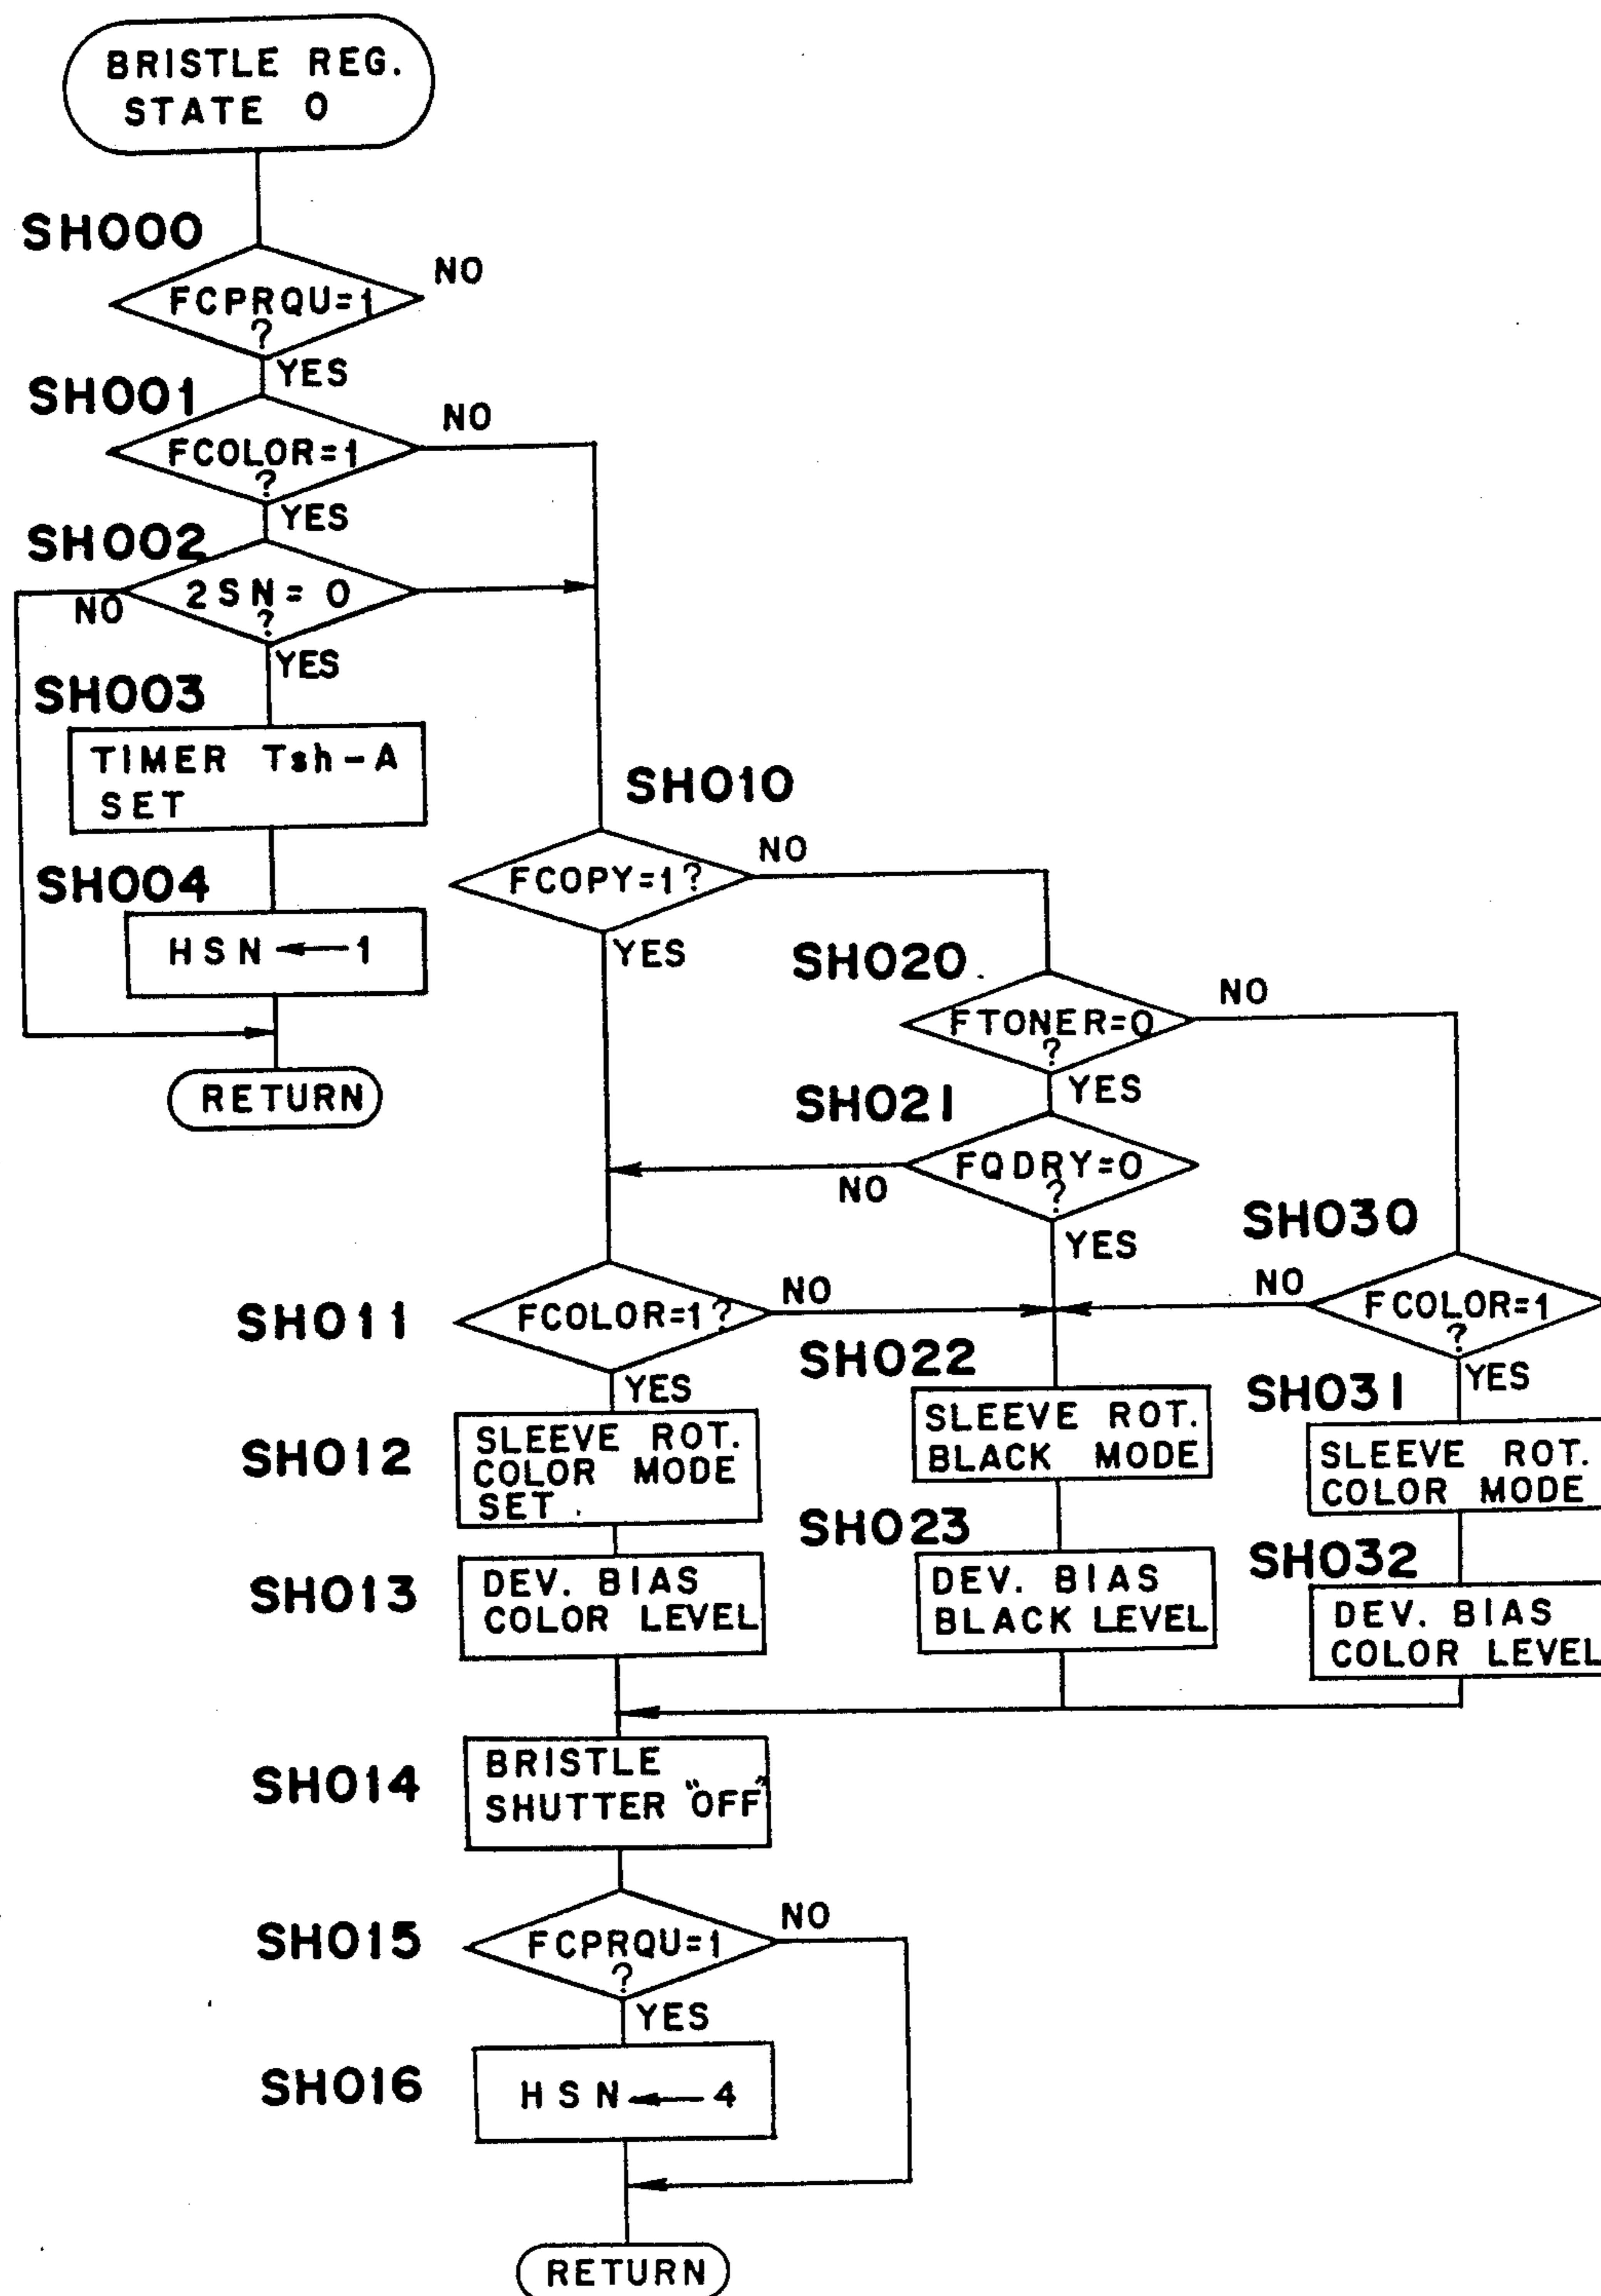 BRISTLE REG.
STATE 0
SH000
NO
FCPRQU=1
?
YES
SH001
NO
FCOLOR=1
?
YES
SH002
2SN=0
?
NO
YES
SH003
TIMER Tsh-A
SET
SH004
HSN←1
RETURN
SH010
FCOPY=1?
NO
YES
SH020
NO
FTONER=0
?
YES
SH021
FQDRY=0
?
NO
YES
SH030
NO
FCOLOR=1
?
YES
SH011
FCOLOR=1?
NO
YES
SH012
SLEEVE ROT.
COLOR MODE
SET
SH013
DEV. BIAS
COLOR LEVEL
SH022
SLEEVE ROT.
BLACK MODE
SH023
DEV. BIAS
BLACK LEVEL
SH031
SLEEVE ROT.
COLOR MODE
SH032
DEV. BIAS
COLOR LEVEL
SH014
BRISTLE
SHUTTER "OFF"
SH015
FCPRQU=1
?
NO
YES
SH016
HSN←4
RETURN